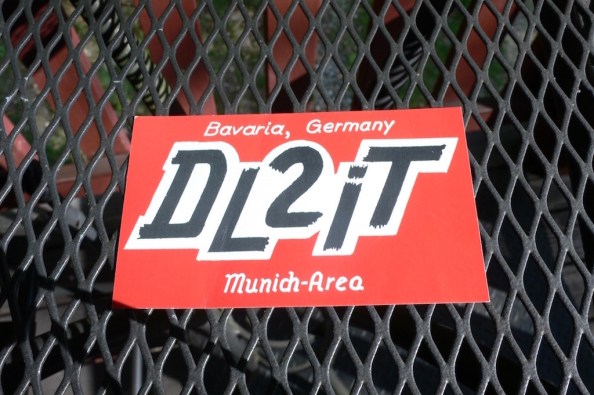 Bavaria, Germany
DL2iT
Munich-Area